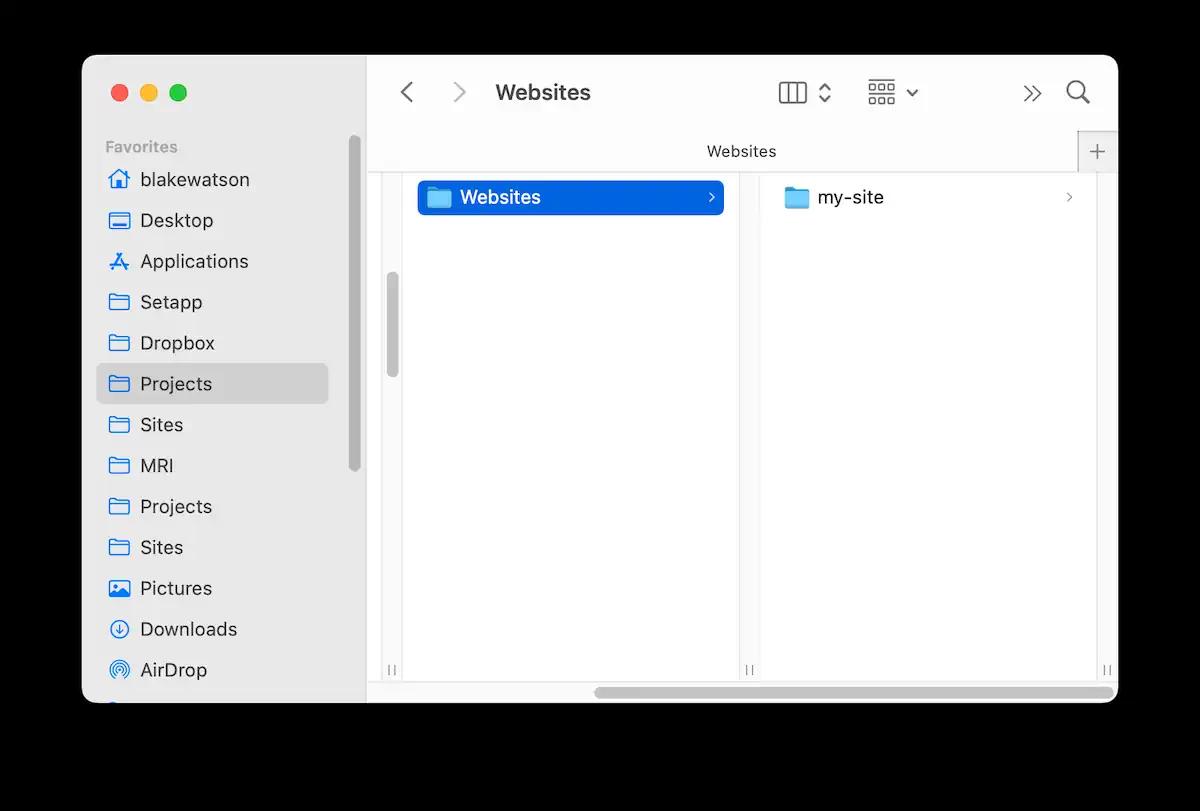 Websites
Websites
Favorites
blakewatson
Desktop
Applications
Setapp
Dropbox
Projects
Sites
MRI
Projects
Sites
Pictures
Downloads
AirDrop
Websites
my-site